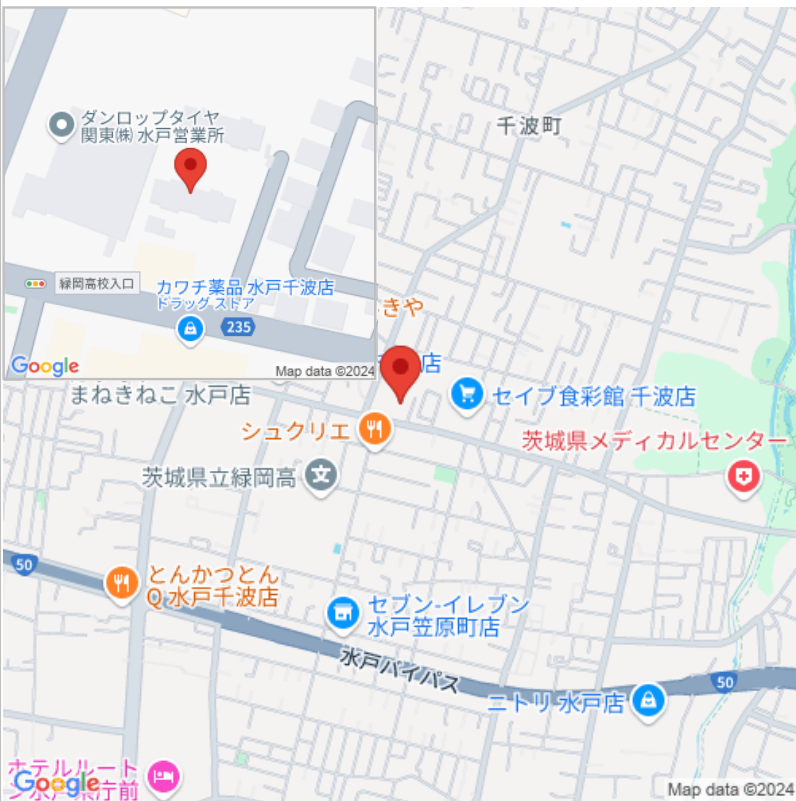 50
ダンロップタイヤ
関東㈱ 水戸営業所
緑岡高校入口
カワチ薬品 水戸千波店
ドラッグ ストア
235
Google
Map data ©2024
千波町
きや
店
まねきねこ 水戸店
セイブ食彩館 千波店
シュクリエ
茨城県メディカルセンター
茨城県立緑岡高
文
50
とんかつとん
Q 水戸千波店
セブン-イレブン
水戸笠原町店
水戸バイパス
50
ニトリ 水戸店
ホテルルート
Google
庁前
Map data ©2024